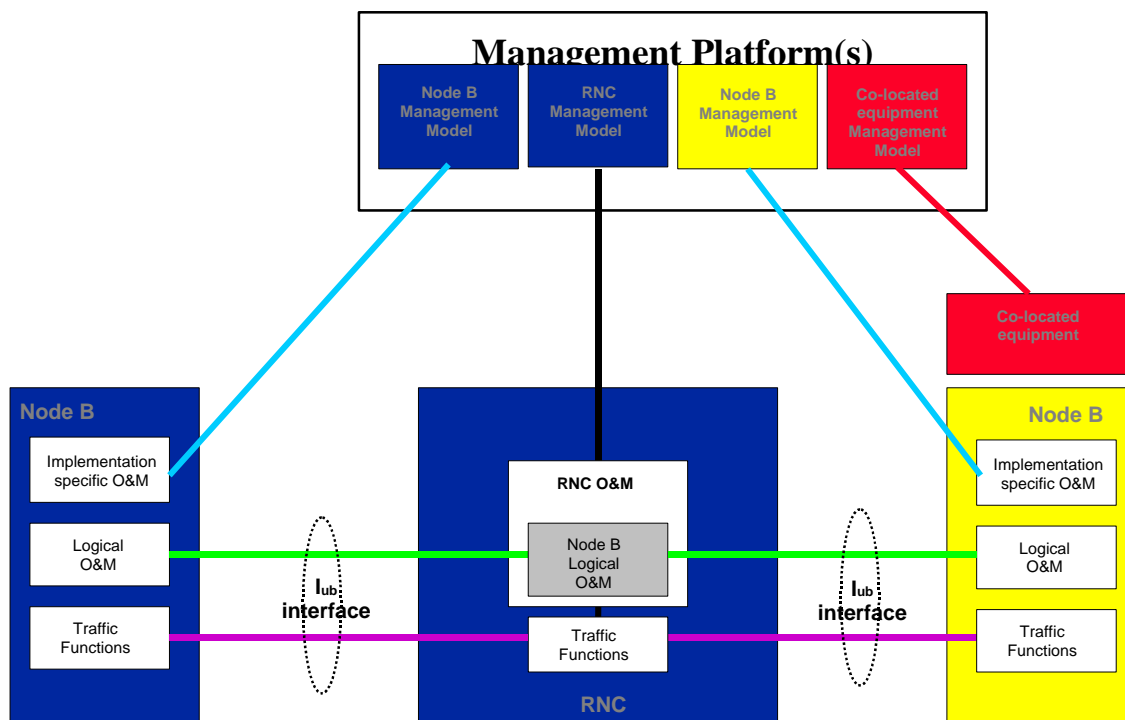 Management Platform(s)
Node B
Management
Model
RNC
Management
Model
Node B
Management
Model
Co-located
equipment
Management
Model
Co-located
equipment
Node B
Implementation
specific O&M
Logical
O&M
Traffic
Functions
Iub
interface
RNC O&M
Node B
Logical
O&M
Traffic
Functions
RNC
Iub
interface
Node B
Implementation
specific O&M
Logical
O&M
Traffic
Functions